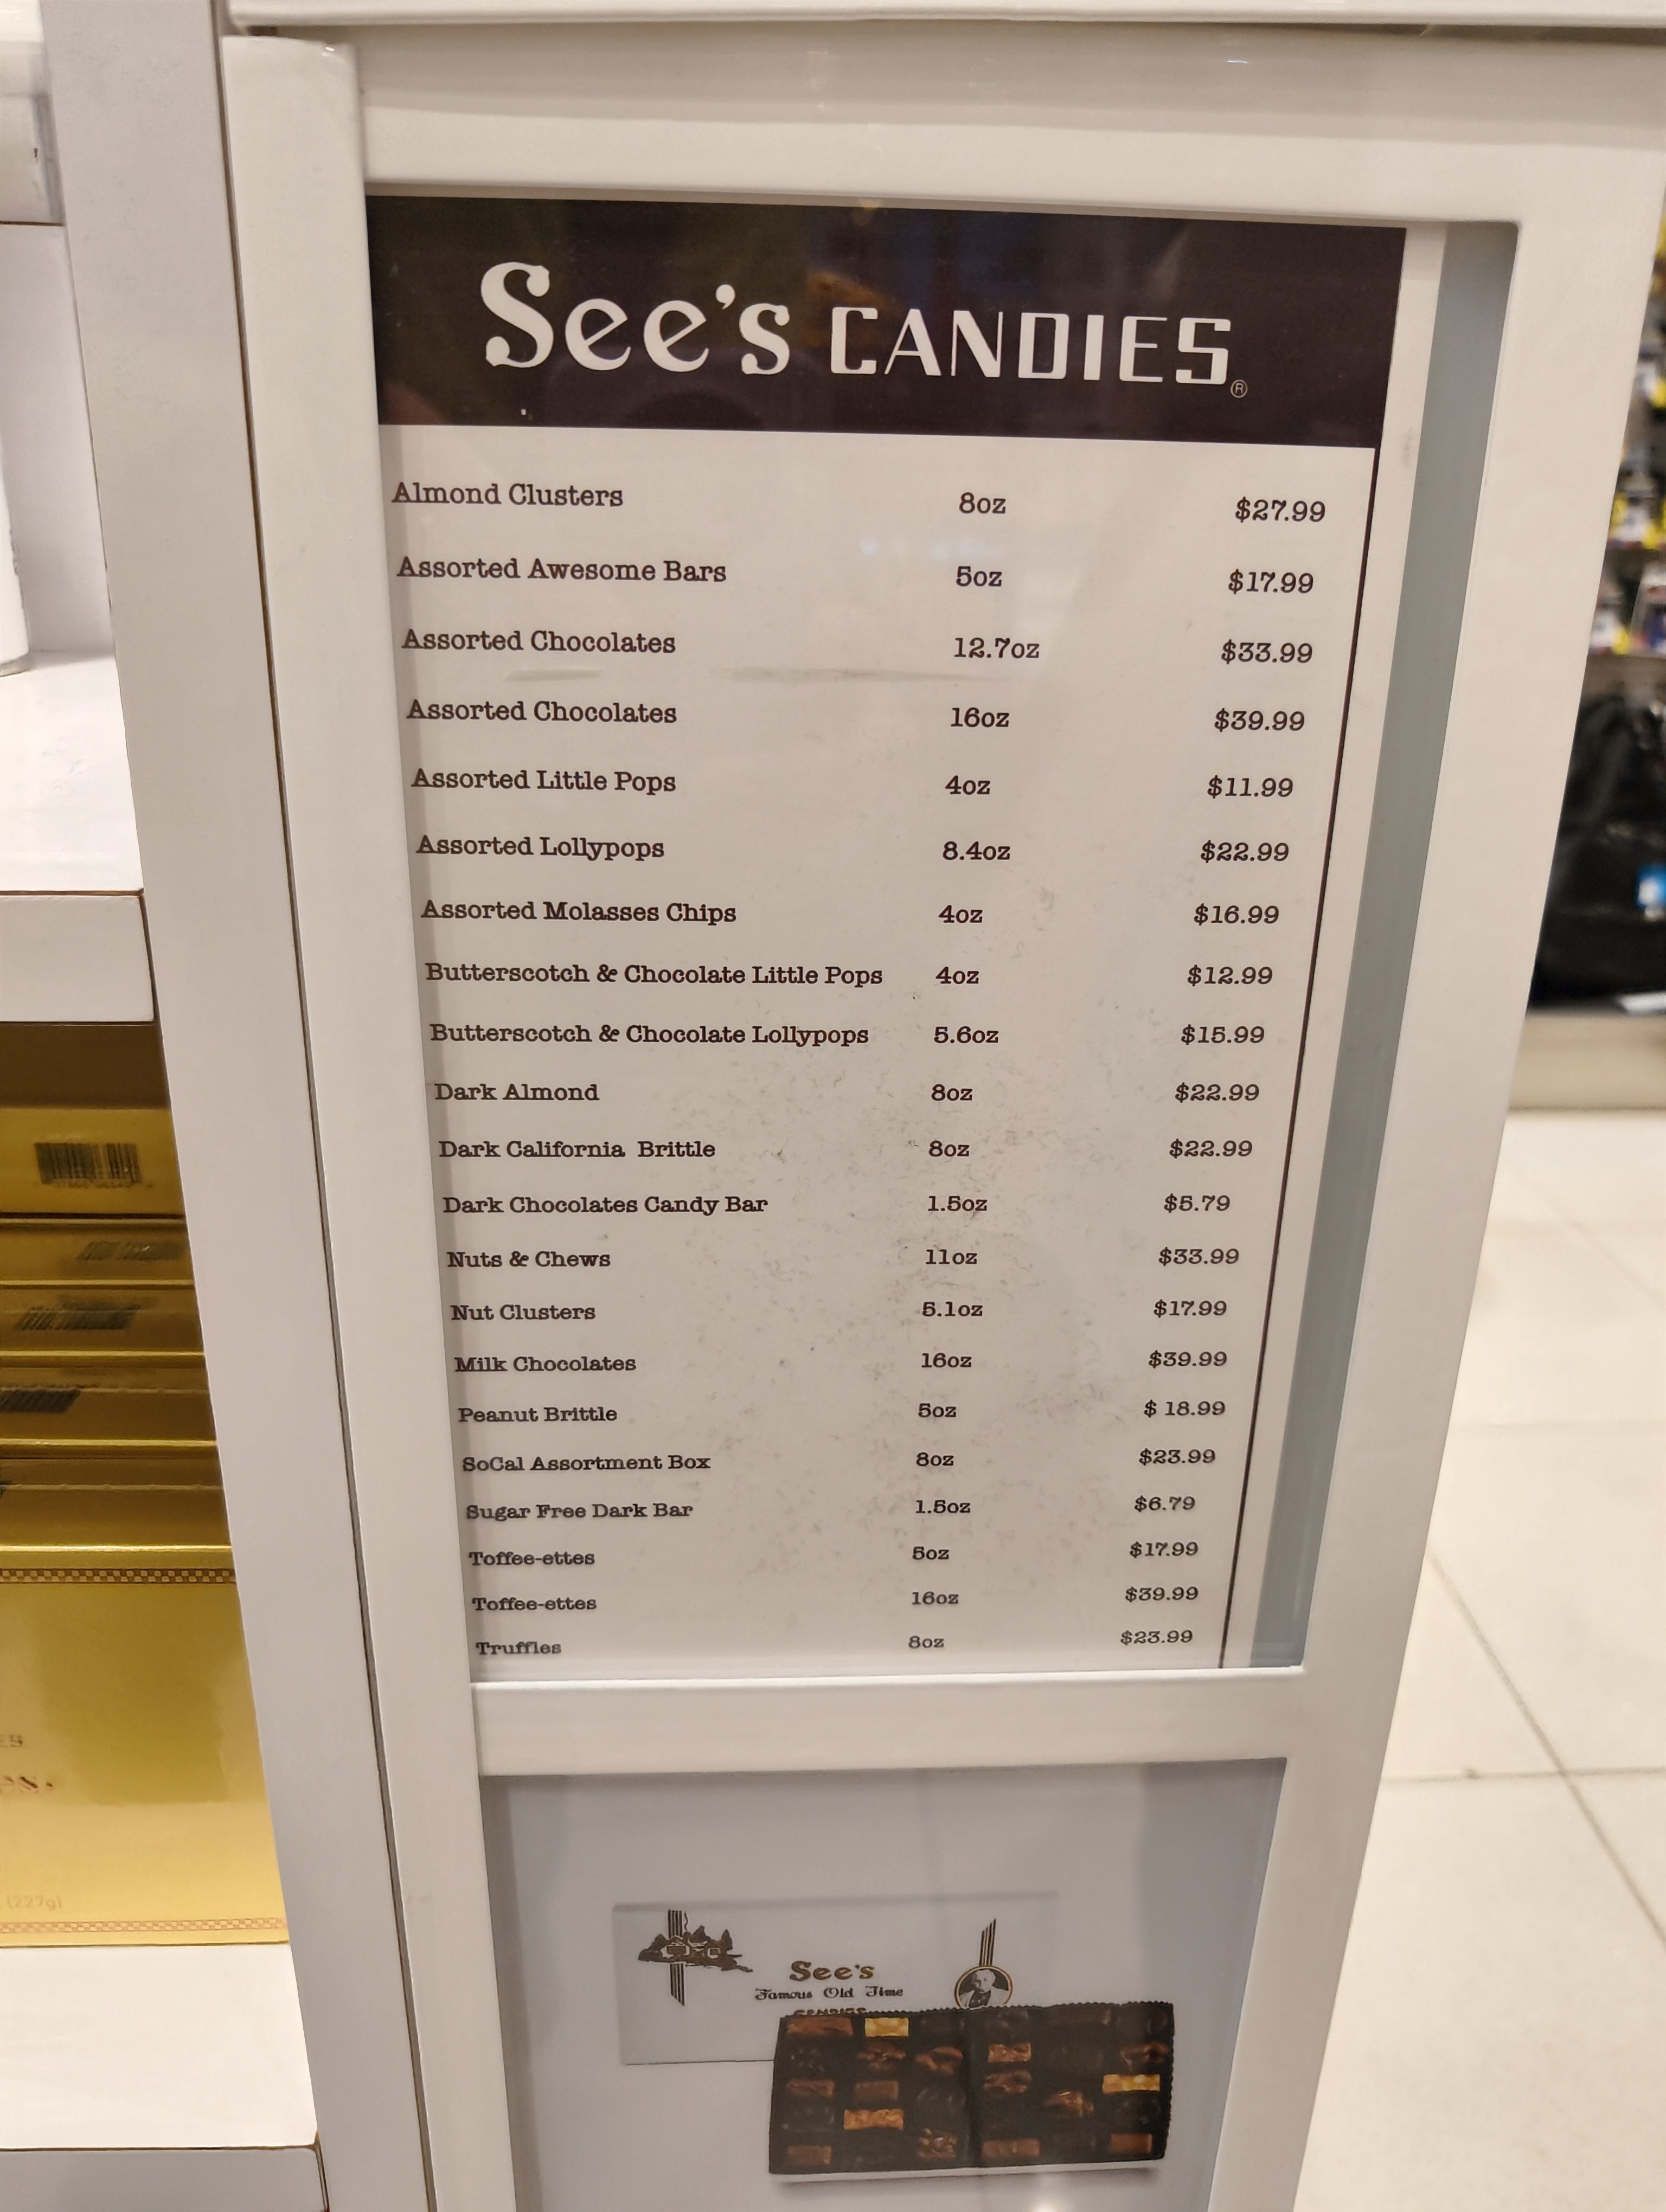 See's CANDIES®
Almond Clusters 8oz $27.99
Assorted Awesome Bars 5oz $17.99
Assorted Chocolates 12.7oz $33.99
Assorted Chocolates 16oz $39.99
Assorted Little Pops 4oz $11.99
Assorted Lollypops 8.4oz $22.99
Assorted Molasses Chips 4oz $16.99
Butterscotch & Chocolate Little Pops 4oz $12.99
Butterscotch & Chocolate Lollypops 5.6oz $15.99
Dark Almond 8oz $22.99
Dark California Brittle 8oz $22.99
Dark Chocolates Candy Bar 1.5oz $5.79
Nuts & Chews 11oz $33.99
Nut Clusters 5.1oz $17.99
Milk Chocolates 16oz $39.99
Peanut Brittle 5oz $ 18.99
SoCal Assortment Box 8oz $23.99
Sugar Free Dark Bar 1.5oz $6.79
Toffee-ettes 5oz $17.99
Toffee-ettes 16oz $39.99
Truffles 8oz $23.99
(227g)
See's
Famous Old Time
CANDIES